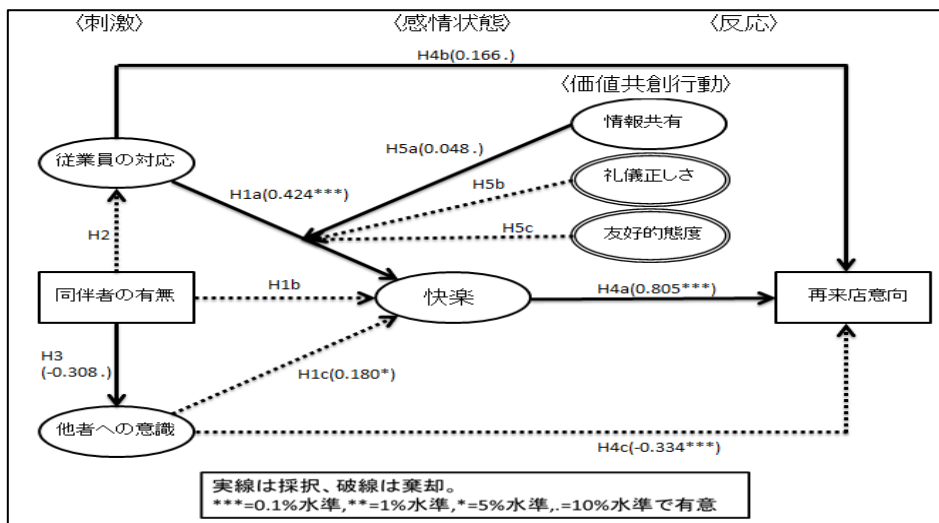 〈刺激〉
〈感情状態〉
〈反応〉
H4b(0.166．)
〈価値共創行動〉
情報共有
従業員の対応
H5a(0.048．)
礼儀正しさ
H1a(0.424***)
H5b
友好的態度
H5c
H2
同伴者の有無
H1b
快楽
H4a(0.805***)
再来店意向
H3
(-0.308．)
H1c(0.180*)
他者への意識
H4c(-0.334***)
実線は採択、破線は棄却。
***=0.1%水準,**=1%水準,*=5%水準,.=10%水準で有意